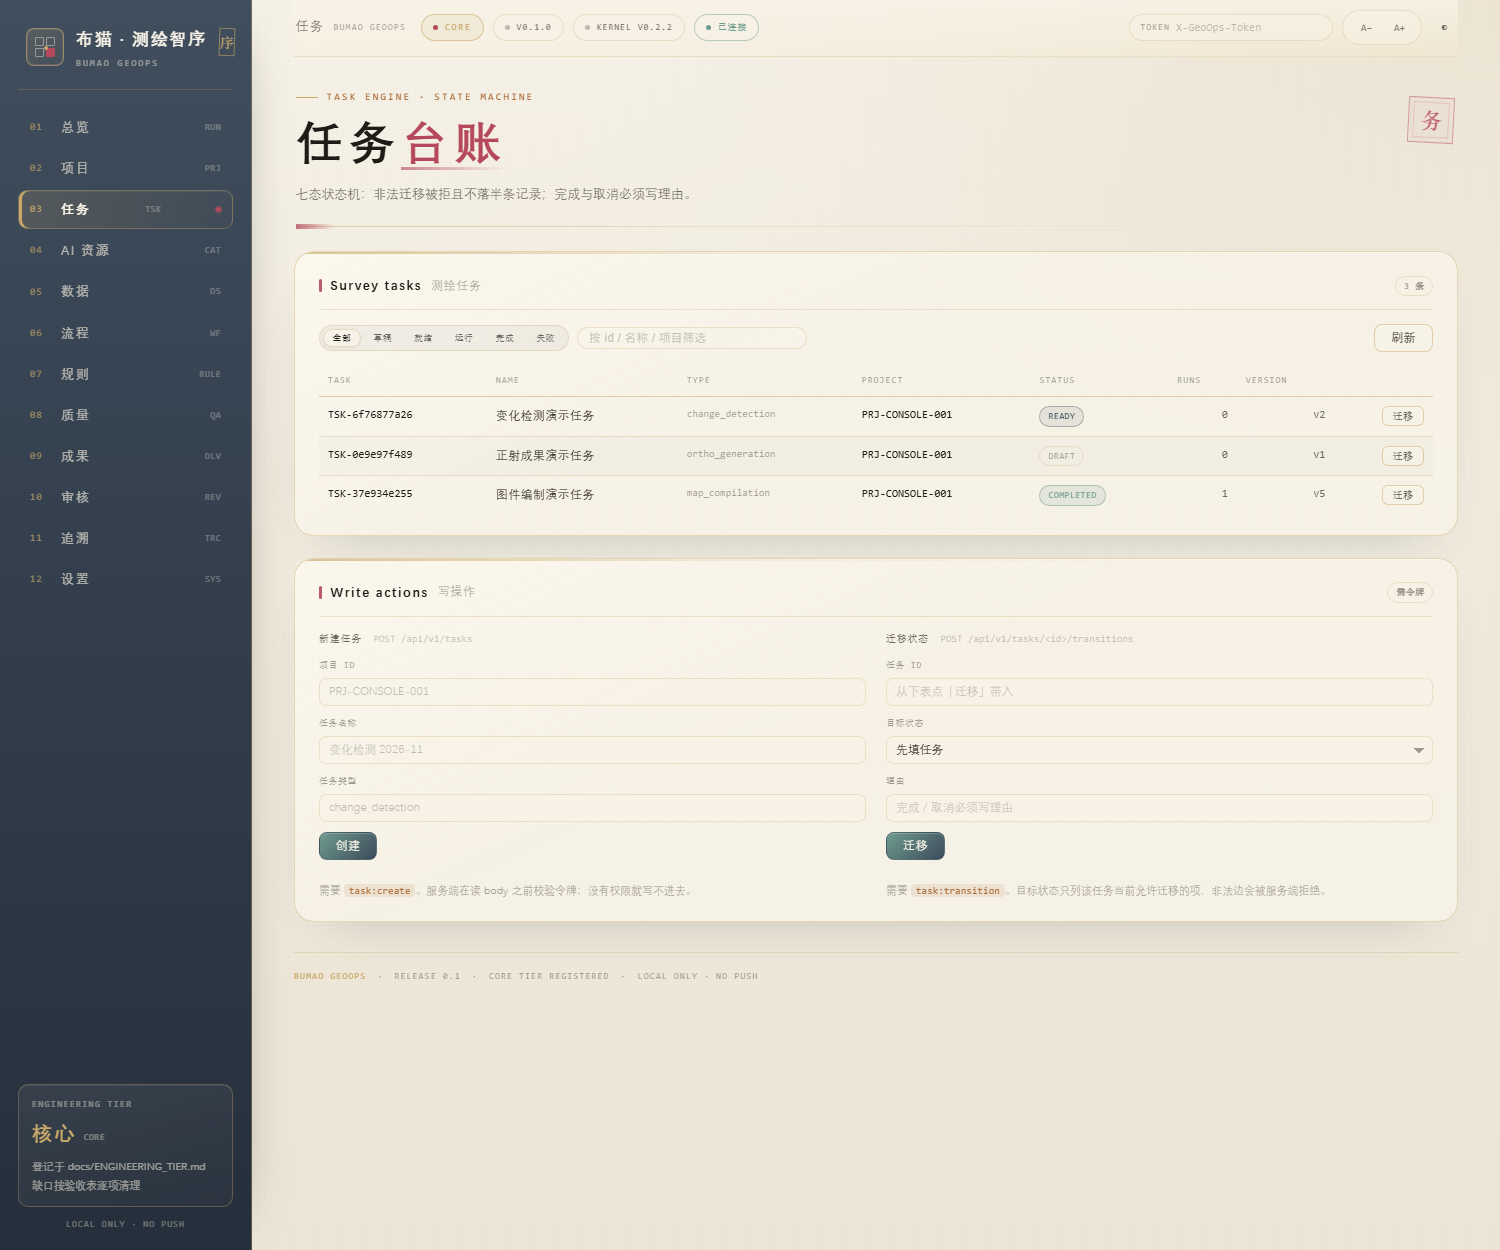 布猫 · 测绘智序 序
BUMAO GEOOPS
01 总览 RUN
02 项目 PRJ
03 任务 TSK
04 AI 资源 CAT
05 数据 DS
06 流程 WF
07 规则 RULE
08 质量 QA
09 成果 DLV
10 审核 REV
11 追溯 TRC
12 设置 SYS
ENGINEERING TIER
核心 CORE
登记于 docs/ENGINEERING_TIER.md
缺口按验收表逐项清理
LOCAL ONLY · NO PUSH
任务 BUMAO GEOOPS CORE V0.1.0 KERNEL V0.2.2 已连接 TOKEN X-GeoOps-Token A− A+
TASK ENGINE · STATE MACHINE
任务台账
务
七态状态机：非法迁移被拒且不落半条记录；完成与取消必须写理由。
Survey tasks 测绘任务 3 条
全部 草稿 就绪 运行 完成 失败 按 id / 名称 / 项目筛选 刷新
TASK NAME TYPE PROJECT STATUS RUNS VERSION
TSK-6f76877a26 变化检测演示任务 change_detection PRJ-CONSOLE-001 READY 0 v2 迁移
TSK-0e9e97f489 正射成果演示任务 ortho_generation PRJ-CONSOLE-001 DRAFT 0 v1 迁移
TSK-37e934e255 图件编制演示任务 map_compilation PRJ-CONSOLE-001 COMPLETED 1 v5 迁移
Write actions 写操作 需令牌
新建任务 POST /api/v1/tasks
项目 ID
PRJ-CONSOLE-001
任务名称
变化检测 2026-11
任务类型
change_detection
创建
需要 task:create。服务端在读 body 之前校验令牌：没有权限就写不进去。
迁移状态 POST /api/v1/tasks/<id>/transitions
任务 ID
从下表点「迁移」带入
目标状态
先填任务
理由
完成 / 取消必须写理由
迁移
需要 task:transition。目标状态只列该任务当前允许迁移的项，非法边会被服务端拒绝。
BUMAO GEOOPS · RELEASE 0.1 · CORE TIER REGISTERED · LOCAL ONLY · NO PUSH